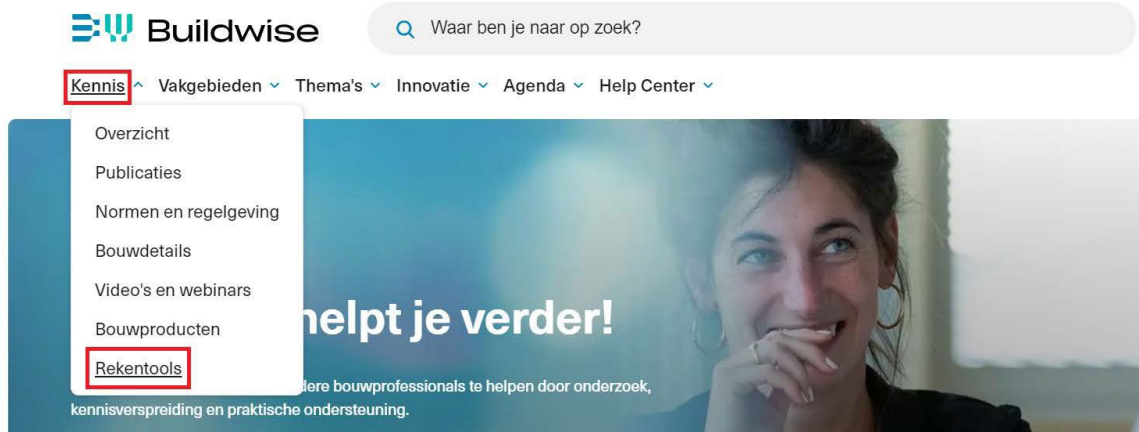 Buildwise
Waar ben je naar op zoek?
Kennis Vakgebieden Thema's Innovatie Agenda Help Center
Overzicht
Publicaties
Normen en regelgeving
Bouwdetails
Video's en webinars
Bouwproducten
Rekentools
helpt je verder!
dere bouwprofessionals te helpen door onderzoek,
kennisverspreiding en praktische ondersteuning.